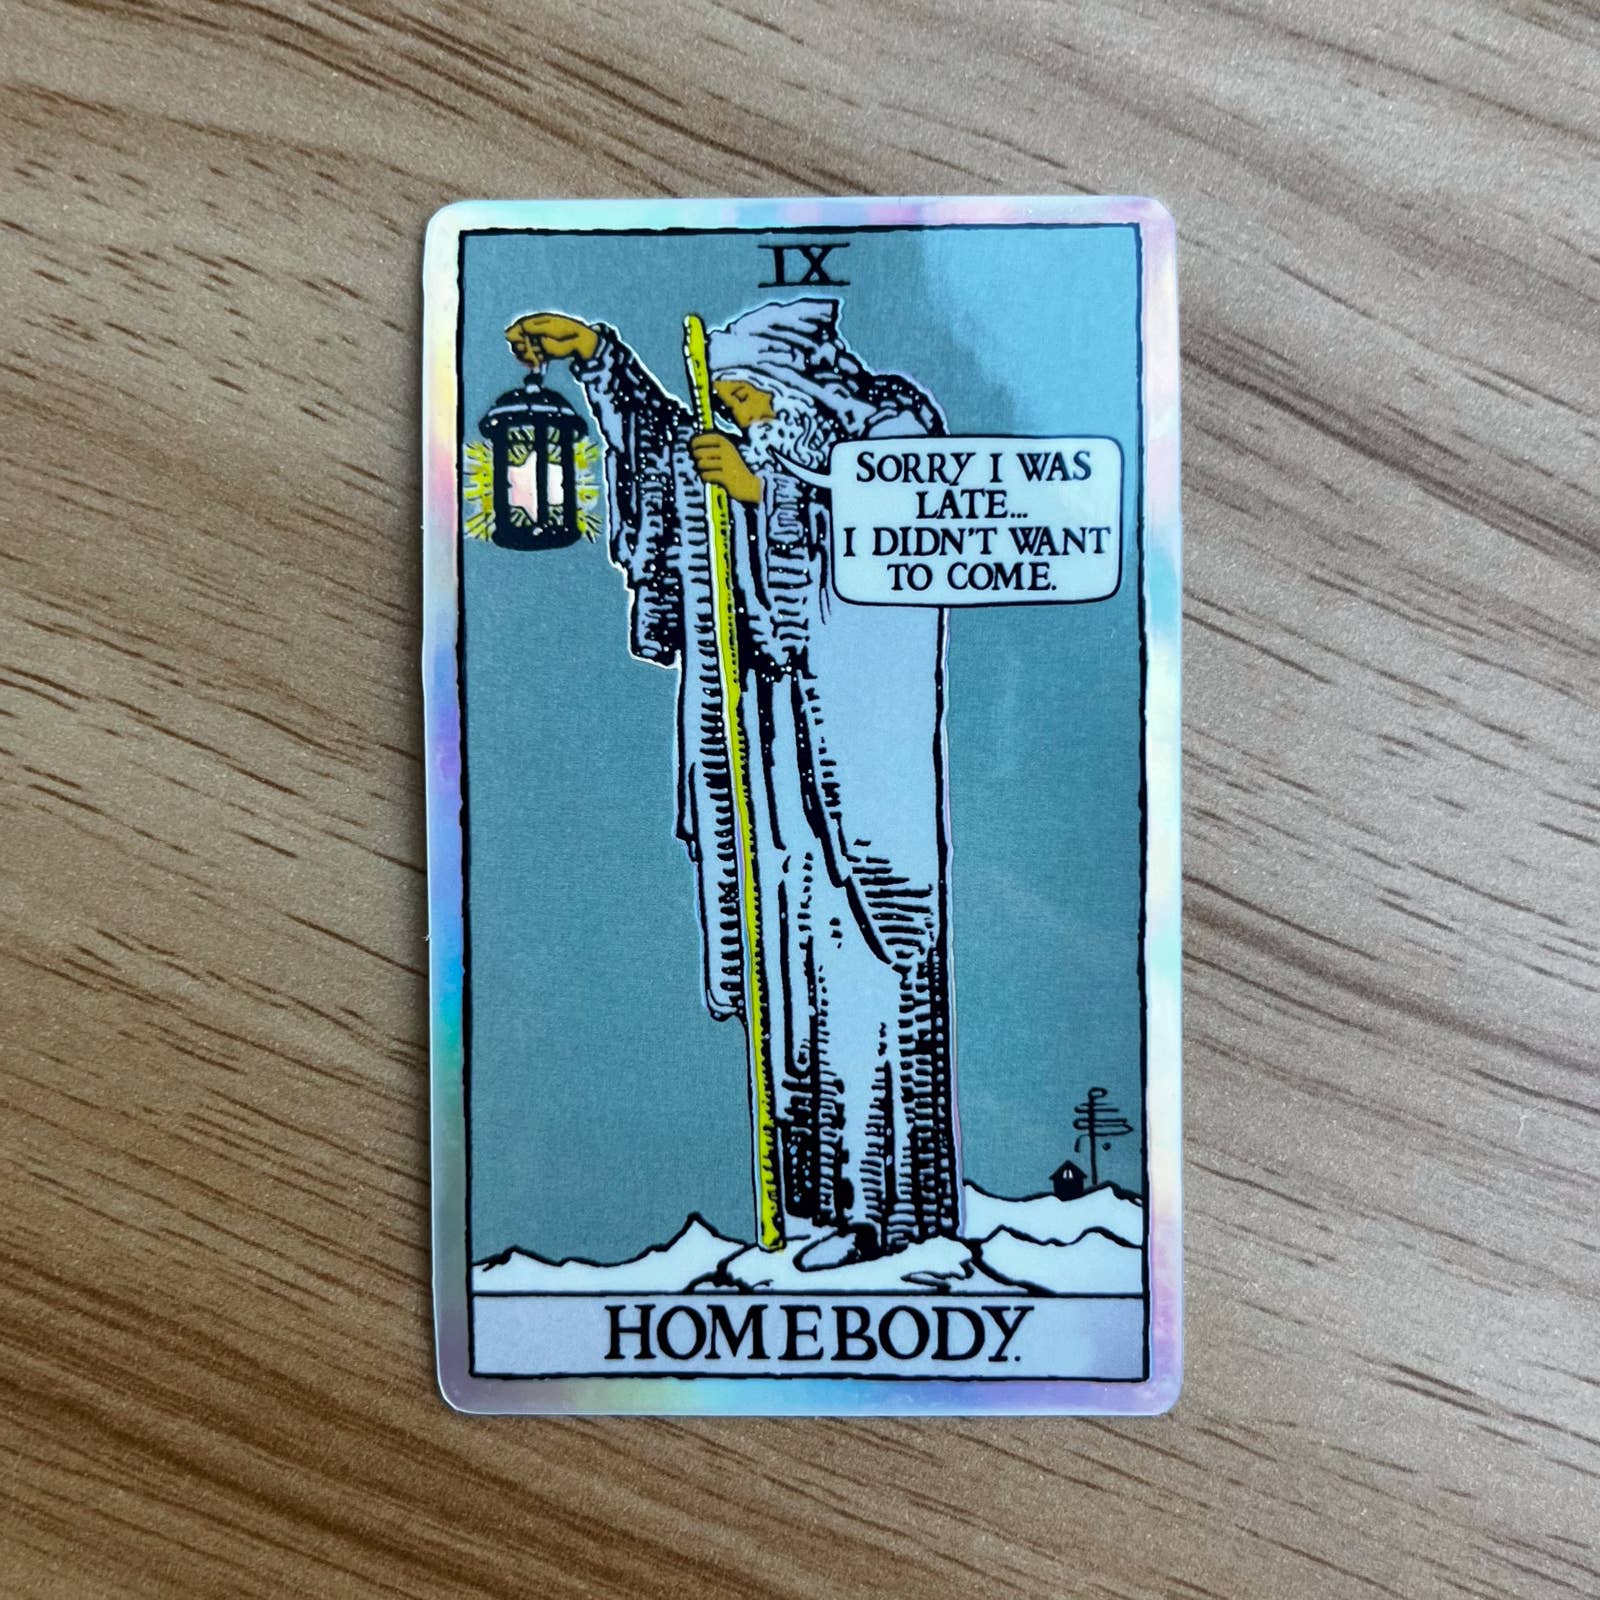 IX
SORRY I WAS
LATE...
I DIDN'T WANT
TO COME.
HOMEBODY.